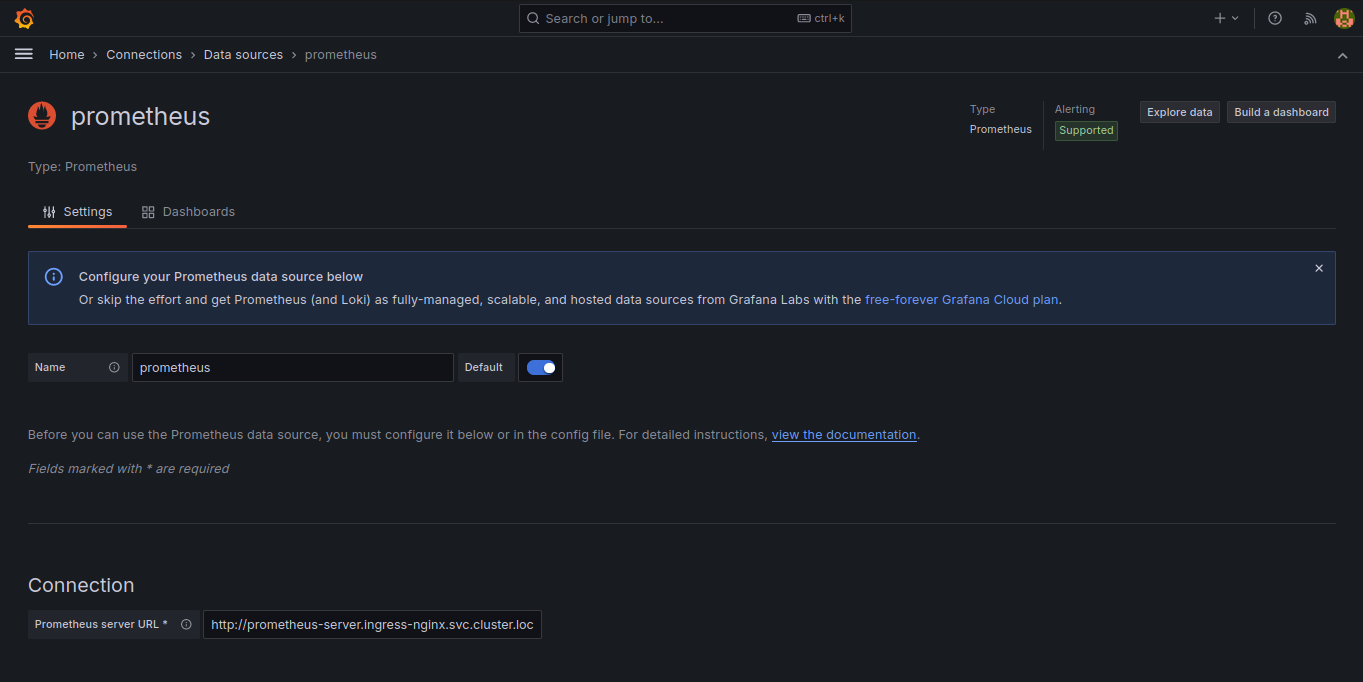 Search or jump to...
ctrl+k
Home › Connections › Data sources › prometheus
prometheus
Type
Prometheus
Alerting
Supported
Explore data
Build a dashboard
Type: Prometheus
Settings
Dashboards
Configure your Prometheus data source below
Or skip the effort and get Prometheus (and Loki) as fully-managed, scalable, and hosted data sources from Grafana Labs with the free-forever Grafana Cloud plan.
Name
prometheus
Default
Before you can use the Prometheus data source, you must configure it below or in the config file. For detailed instructions, view the documentation.
Fields marked with * are required
Connection
Prometheus server URL *
http://prometheus-server.ingress-nginx.svc.cluster.loc